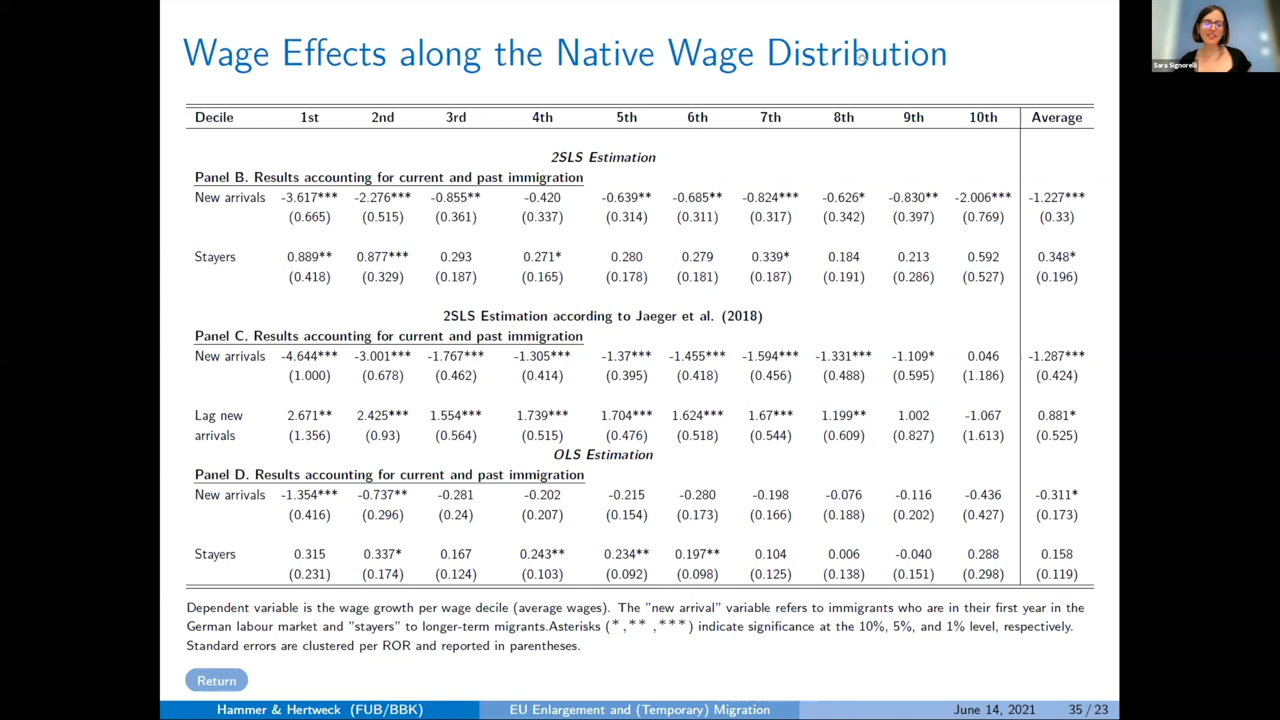 Wage Effects along the Native Wage Distribution
Sara Signorelli
Decile 1st 2nd 3rd 4th 5th 6th 7th 8th 9th 10th Average
2SLS Estimation
Panel B. Results accounting for current and past immigration
New arrivals -3.617*** -2.276*** -0.855** -0.420 -0.639** -0.685** -0.824*** -0.626* -0.830** -2.006*** -1.227***
(0.665) (0.515) (0.361) (0.337) (0.314) (0.311) (0.317) (0.342) (0.397) (0.769) (0.33)
Stayers 0.889** 0.877*** 0.293 0.271* 0.280 0.279 0.339* 0.184 0.213 0.592 0.348*
(0.418) (0.329) (0.187) (0.165) (0.178) (0.181) (0.187) (0.191) (0.286) (0.527) (0.196)
2SLS Estimation according to Jaeger et al. (2018)
Panel C. Results accounting for current and past immigration
New arrivals -4.644*** -3.001*** -1.767*** -1.305*** -1.37*** -1.455*** -1.594*** -1.331*** -1.109* 0.046 -1.287***
(1.000) (0.678) (0.462) (0.414) (0.395) (0.418) (0.456) (0.488) (0.595) (1.186) (0.424)
Lag new 2.671** 2.425*** 1.554*** 1.739*** 1.704*** 1.624*** 1.67*** 1.199** 1.002 -1.067 0.881*
arrivals (1.356) (0.93) (0.564) (0.515) (0.476) (0.518) (0.544) (0.609) (0.827) (1.613) (0.525)
OLS Estimation
Panel D. Results accounting for current and past immigration
New arrivals -1.354*** -0.737** -0.281 -0.202 -0.215 -0.280 -0.198 -0.076 -0.116 -0.436 -0.311*
(0.416) (0.296) (0.24) (0.207) (0.154) (0.173) (0.166) (0.188) (0.202) (0.427) (0.173)
Stayers 0.315 0.337* 0.167 0.243** 0.234** 0.197** 0.104 0.006 -0.040 0.288 0.158
(0.231) (0.174) (0.124) (0.103) (0.092) (0.098) (0.125) (0.138) (0.151) (0.298) (0.119)
Dependent variable is the wage growth per wage decile (average wages). The "new arrival" variable refers to immigrants who are in their first year in the
German labour market and "stayers" to longer-term migrants.Asterisks (*,** ,***) indicate significance at the 10%, 5%, and 1% level, respectively.
Standard errors are clustered per ROR and reported in parentheses.
Return
Hammer & Hertweck (FUB/BBK) EU Enlargement and (Temporary) Migration June 14, 2021 35 / 23